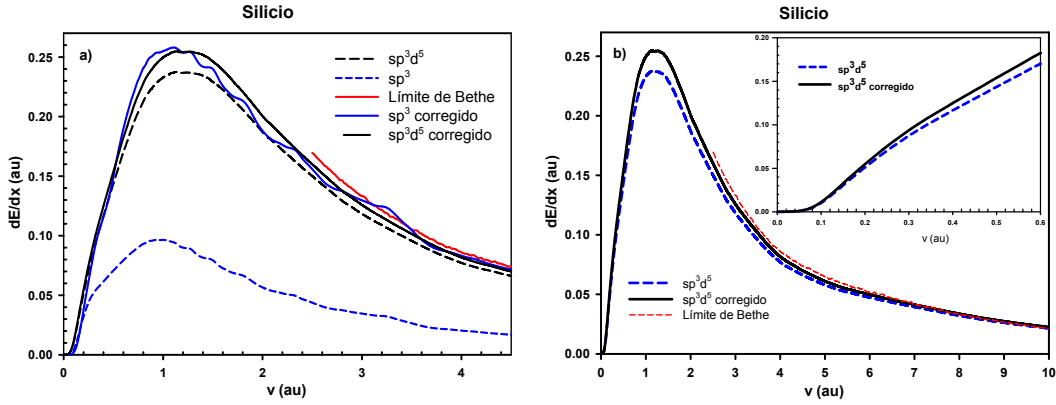 Silicio
a)
sp³d⁵
sp³
Límite de Bethe
sp³ corregido
sp³d⁵ corregido
dE/dx (au)
0.25
0.20
0.15
0.10
0.05
0.00
0 1 2 3 4
v (au)
Silicio
b)
dE/dx (au)
0.25
0.20
0.15
0.10
0.05
0.00
0 1 2 3 4 5 6 7 8 9 10
v (au)
sp³d⁵
sp³d⁵ corregido
Límite de Bethe
0.20
0.15
0.10
0.05
0.00
0.0 0.1 0.2 0.3 0.4 0.5 0.6
v (au)
sp³d⁵
sp³d⁵ corregido